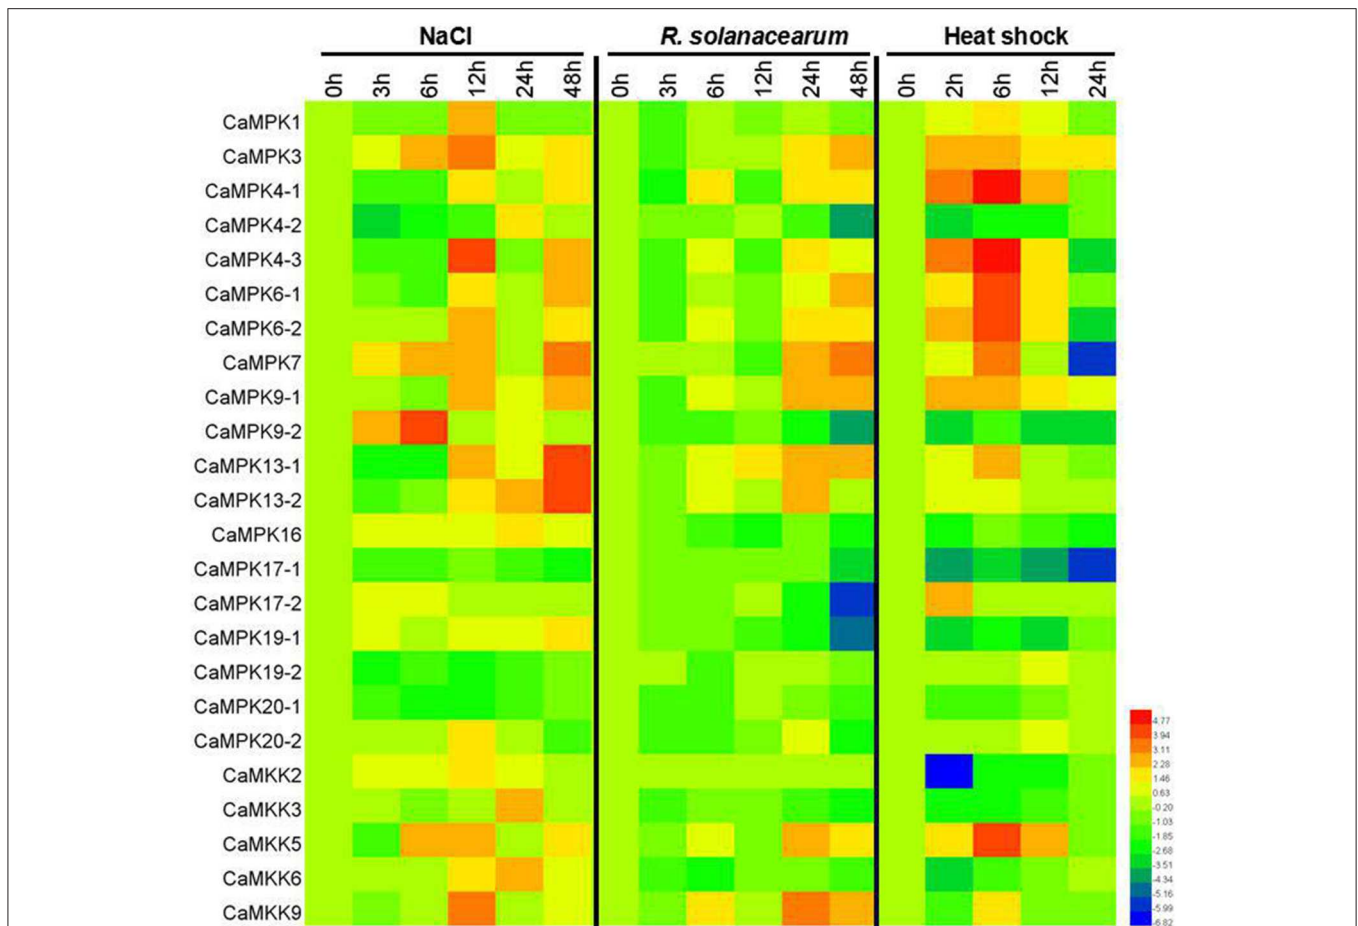 NaCl R. solanacearum Heat shock
0h 3h 6h 12h 24h 48h 0h 3h 6h 12h 24h 48h 0h 2h 6h 12h 24h
CaMPK1
CaMPK3
CaMPK4-1
CaMPK4-2
CaMPK4-3
CaMPK6-1
CaMPK6-2
CaMPK7
CaMPK9-1
CaMPK9-2
CaMPK13-1
CaMPK13-2
CaMPK16
CaMPK17-1
CaMPK17-2
CaMPK19-1
CaMPK19-2
CaMPK20-1
CaMPK20-2
CaMKK2
CaMKK3
CaMKK5
CaMKK6
CaMKK9
4.77
3.94
3.11
2.28
1.46
0.63
-0.20
-1.03
-1.85
-2.68
-3.51
-4.34
-5.16
-5.99
-6.82